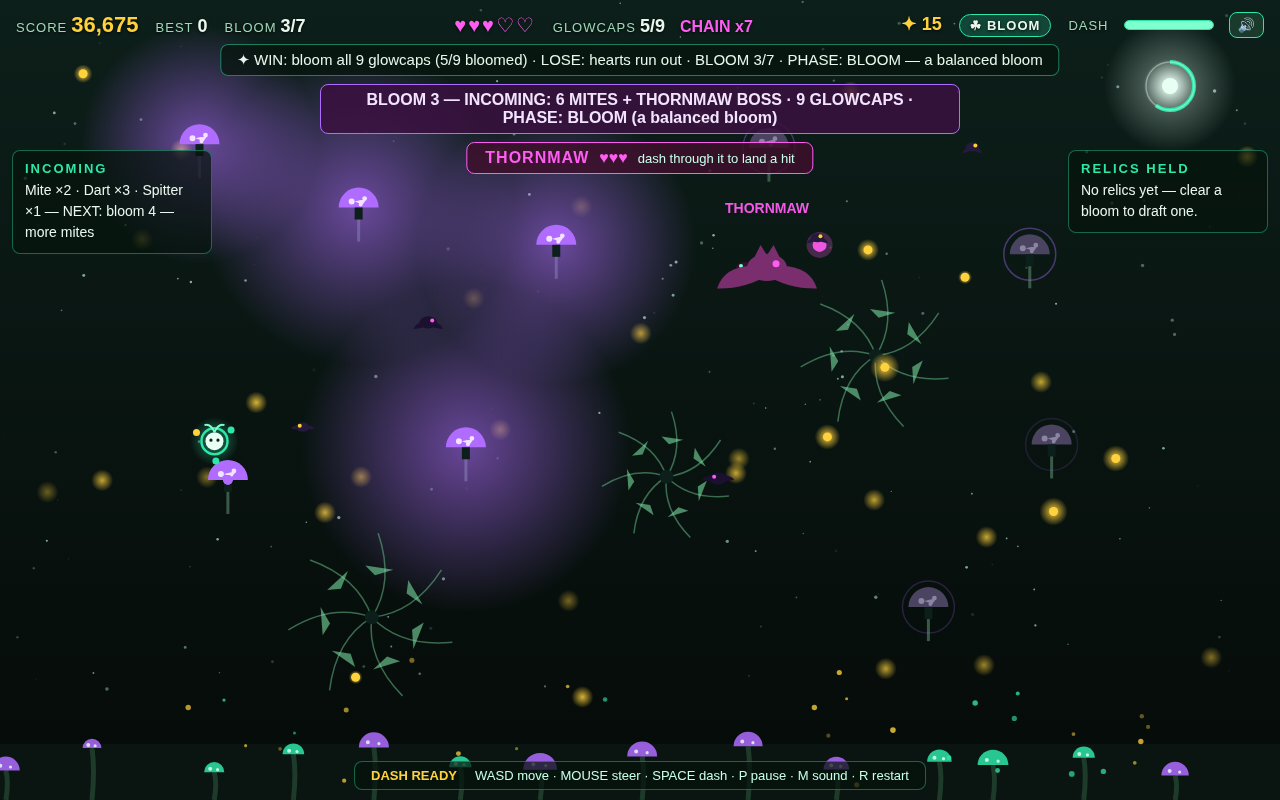 SCORE 36,675 BEST 0 BLOOM 3/7 ♥♥♥♡♡ GLOWCAPS 5/9 CHAIN x7 ✦ 15 ☘ BLOOM DASH
✦ WIN: bloom all 9 glowcaps (5/9 bloomed) · LOSE: hearts run out · BLOOM 3/7 · PHASE: BLOOM — a balanced bloom
BLOOM 3 — INCOMING: 6 MITES + THORNMAW BOSS · 9 GLOWCAPS ·
PHASE: BLOOM (a balanced bloom)
THORNMAW ♥♥♥ dash through it to land a hit
INCOMING
Mite ×2 · Dart ×3 · Spitter
×1 — NEXT: bloom 4 —
more mites
RELICS HELD
No relics yet — clear a
bloom to draft one.
THORNMAW
DASH READY WASD move · MOUSE steer · SPACE dash · P pause · M sound · R restart